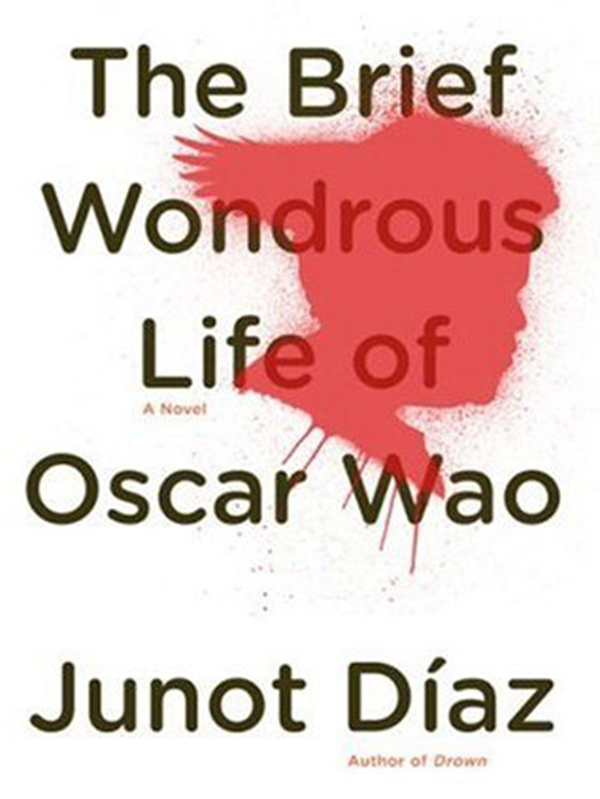 The Brief
Wondrous
Life of
A Novel
Oscar Wao
Junot Díaz
Author of Drown